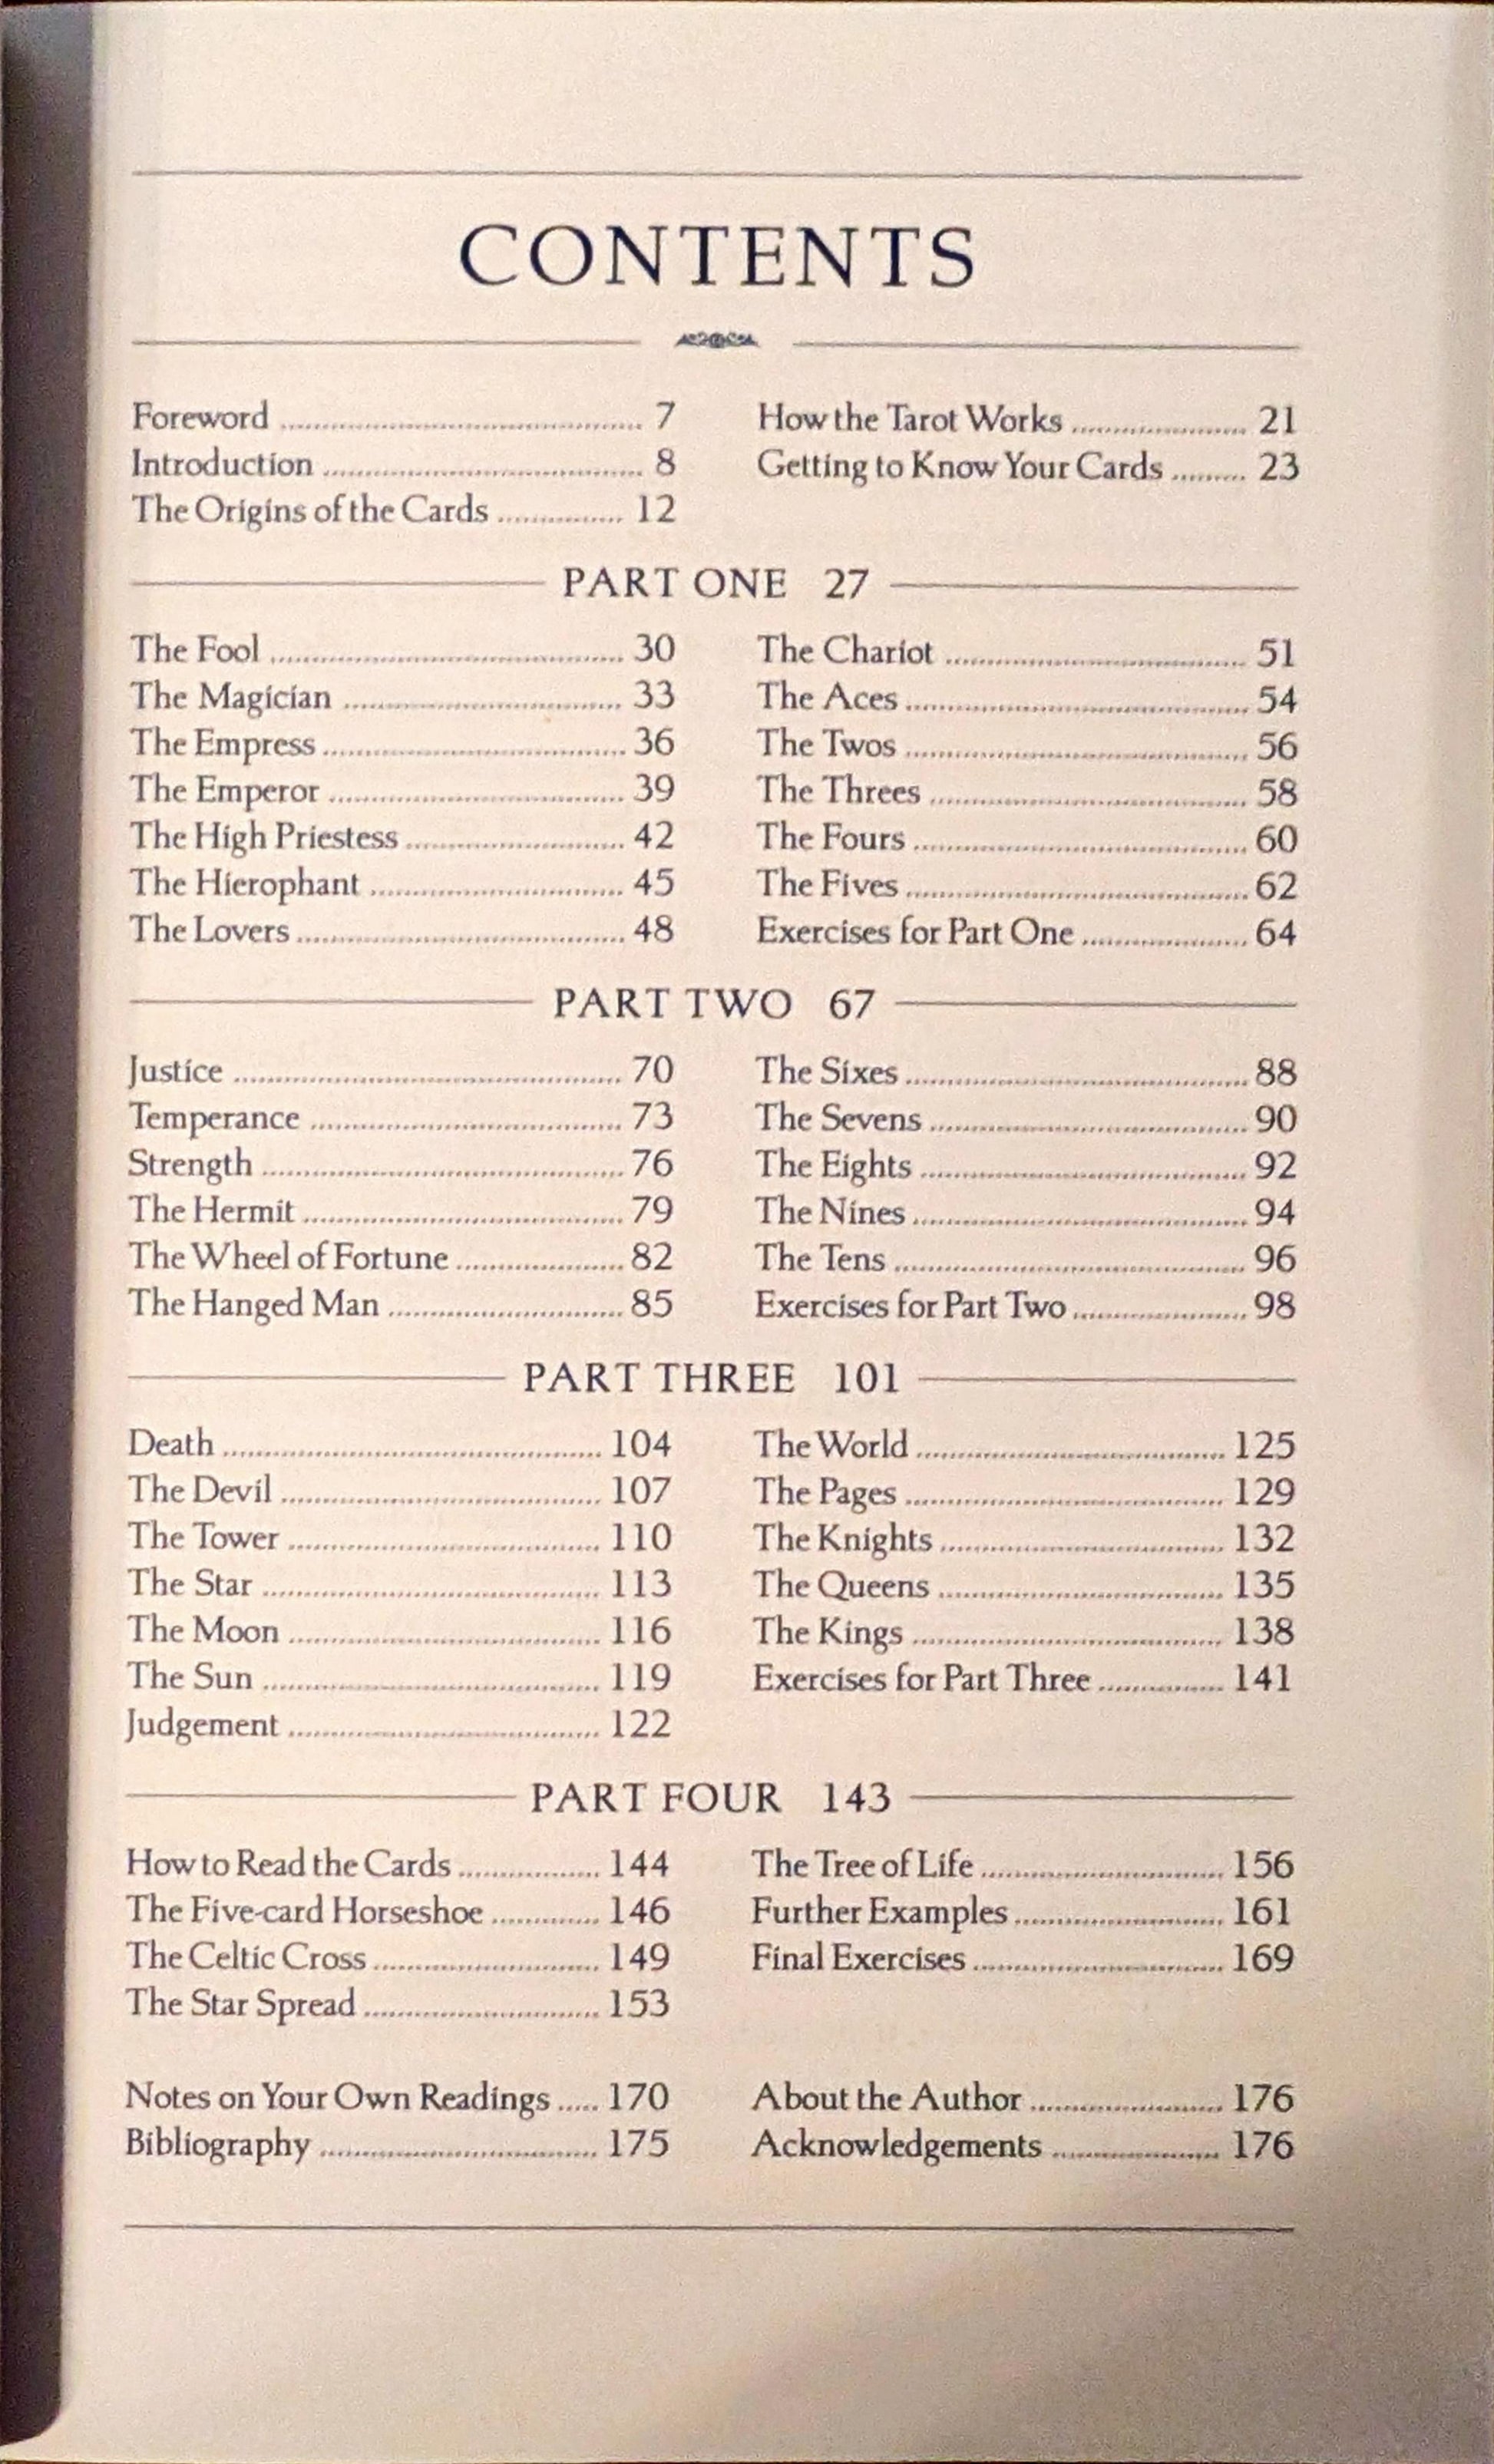 CONTENTS
Foreword ........ 7
Introduction ........ 8
The Origins of the Cards ........ 12
How the Tarot Works ........ 21
Getting to Know Your Cards ........ 23
PART ONE 27
The Fool ........ 30
The Magician ........ 33
The Empress ........ 36
The Emperor ........ 39
The High Priestess ........ 42
The Hierophant ........ 45
The Lovers ........ 48
The Chariot ........ 51
The Aces ........ 54
The Twos ........ 56
The Threes ........ 58
The Fours ........ 60
The Fives ........ 62
Exercises for Part One ........ 64
PART TWO 67
Justice ........ 70
Temperance ........ 73
Strength ........ 76
The Hermit ........ 79
The Wheel of Fortune ........ 82
The Hanged Man ........ 85
The Sixes ........ 88
The Sevens ........ 90
The Eights ........ 92
The Nines ........ 94
The Tens ........ 96
Exercises for Part Two ........ 98
PART THREE 101
Death ........ 104
The Devil ........ 107
The Tower ........ 110
The Star ........ 113
The Moon ........ 116
The Sun ........ 119
Judgement ........ 122
The World ........ 125
The Pages ........ 129
The Knights ........ 132
The Queens ........ 135
The Kings ........ 138
Exercises for Part Three ........ 141
PART FOUR 143
How to Read the Cards ........ 144
The Five-card Horseshoe ........ 146
The Celtic Cross ........ 149
The Star Spread ........ 153
The Tree of Life ........ 156
Further Examples ........ 161
Final Exercises ........ 169
Notes on Your Own Readings ..... 170
Bibliography ........ 175
About the Author ........ 176
Acknowledgements ........ 176